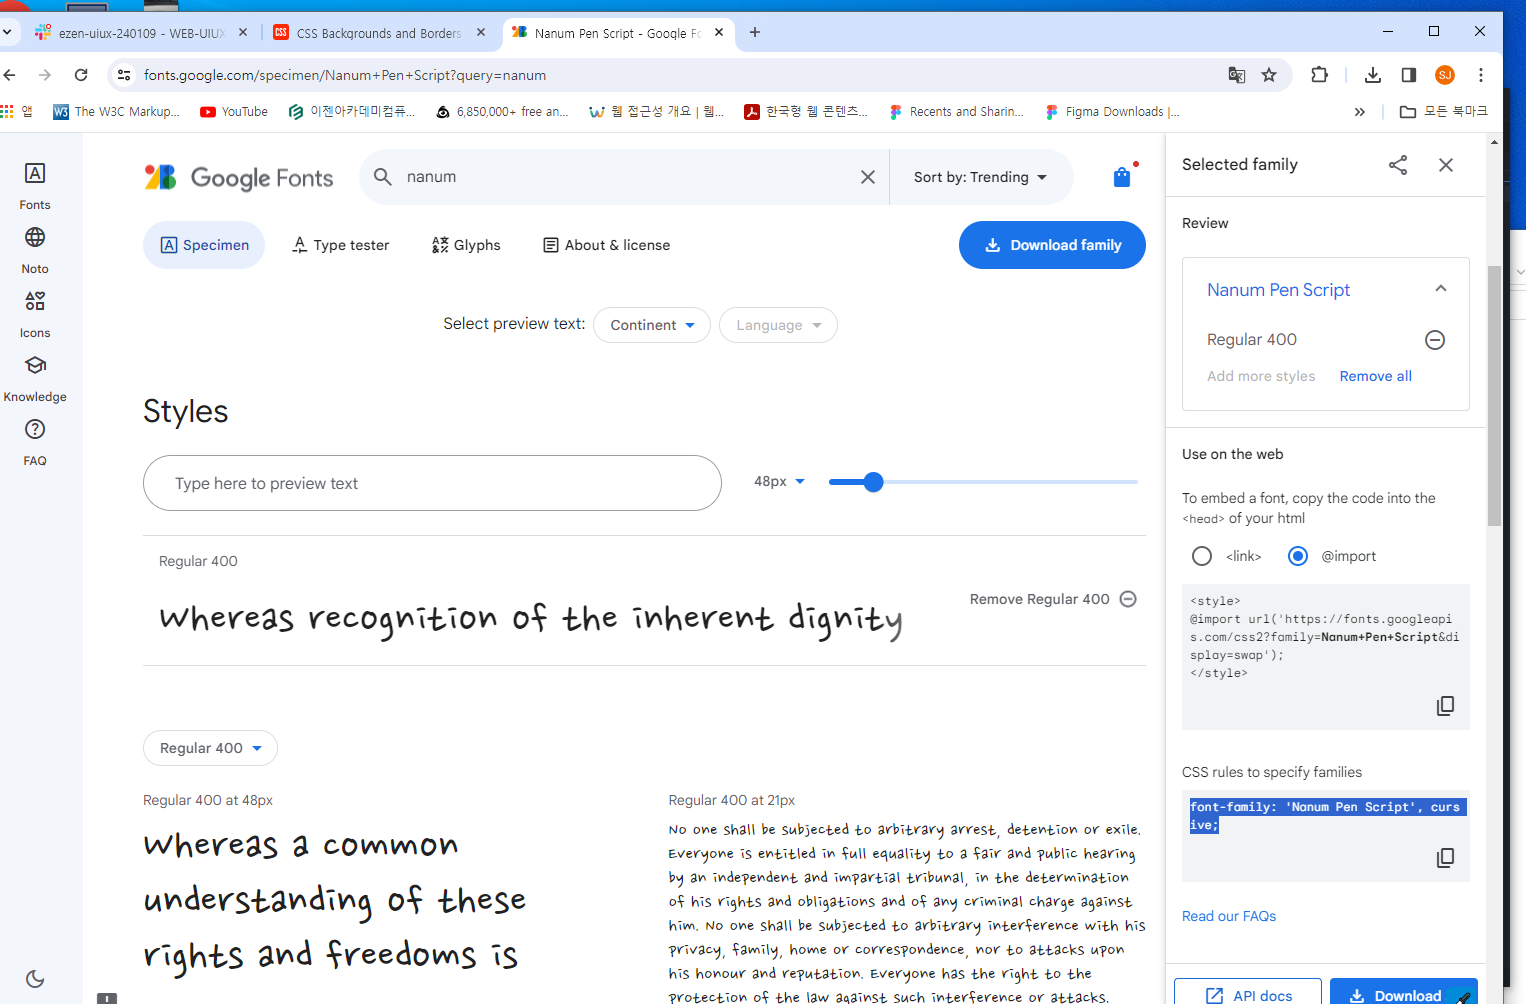 ezen-uiux-240109 - WEB-UIUX
CSS Backgrounds and Borders
Nanum Pen Script - Google Fo
fonts.google.com/specimen/Nanum+Pen+Script?query=nanum
SJ
앱
The W3C Markup...
YouTube
이젠아카데미컴퓨...
6,850,000+ free an...
웹 접근성 개요 | 웹...
한국형 웹 콘텐츠...
Recents and Sharin...
Figma Downloads |...
모든 북마크
Fonts
Noto
Icons
Knowledge
FAQ
Google Fonts
nanum
Sort by: Trending
Specimen
Type tester
Glyphs
About & license
Download family
Select preview text:
Continent
Language
Styles
Type here to preview text
48px
Regular 400
Whereas recognition of the inherent dignity
Remove Regular 400
Regular 400
Regular 400 at 48px
Whereas a common
understanding of these
rights and freedoms is
Regular 400 at 21px
No one shall be subjected to arbitrary arrest, detention or exile.
Everyone is entitled in full equality to a fair and public hearing
by an independent and impartial tribunal, in the determination
of his rights and obligations and of any criminal charge against
him. No one shall be subjected to arbitrary interference with his
privacy, family, home or correspondence, nor to attacks upon
his honour and reputation. Everyone has the right to the
protection of the law against such interference or attacks.
Selected family
Review
Nanum Pen Script
Regular 400
Add more styles
Remove all
Use on the web
To embed a font, copy the code into the
<head> of your html
<link>
@import
<style>
@import url('https://fonts.googleapi
s.com/css2?family=Nanum+Pen+Script&di
splay=swap');
</style>
CSS rules to specify families
font-family: 'Nanum Pen Script', curs
ive;
Read our FAQs
API docs
Download